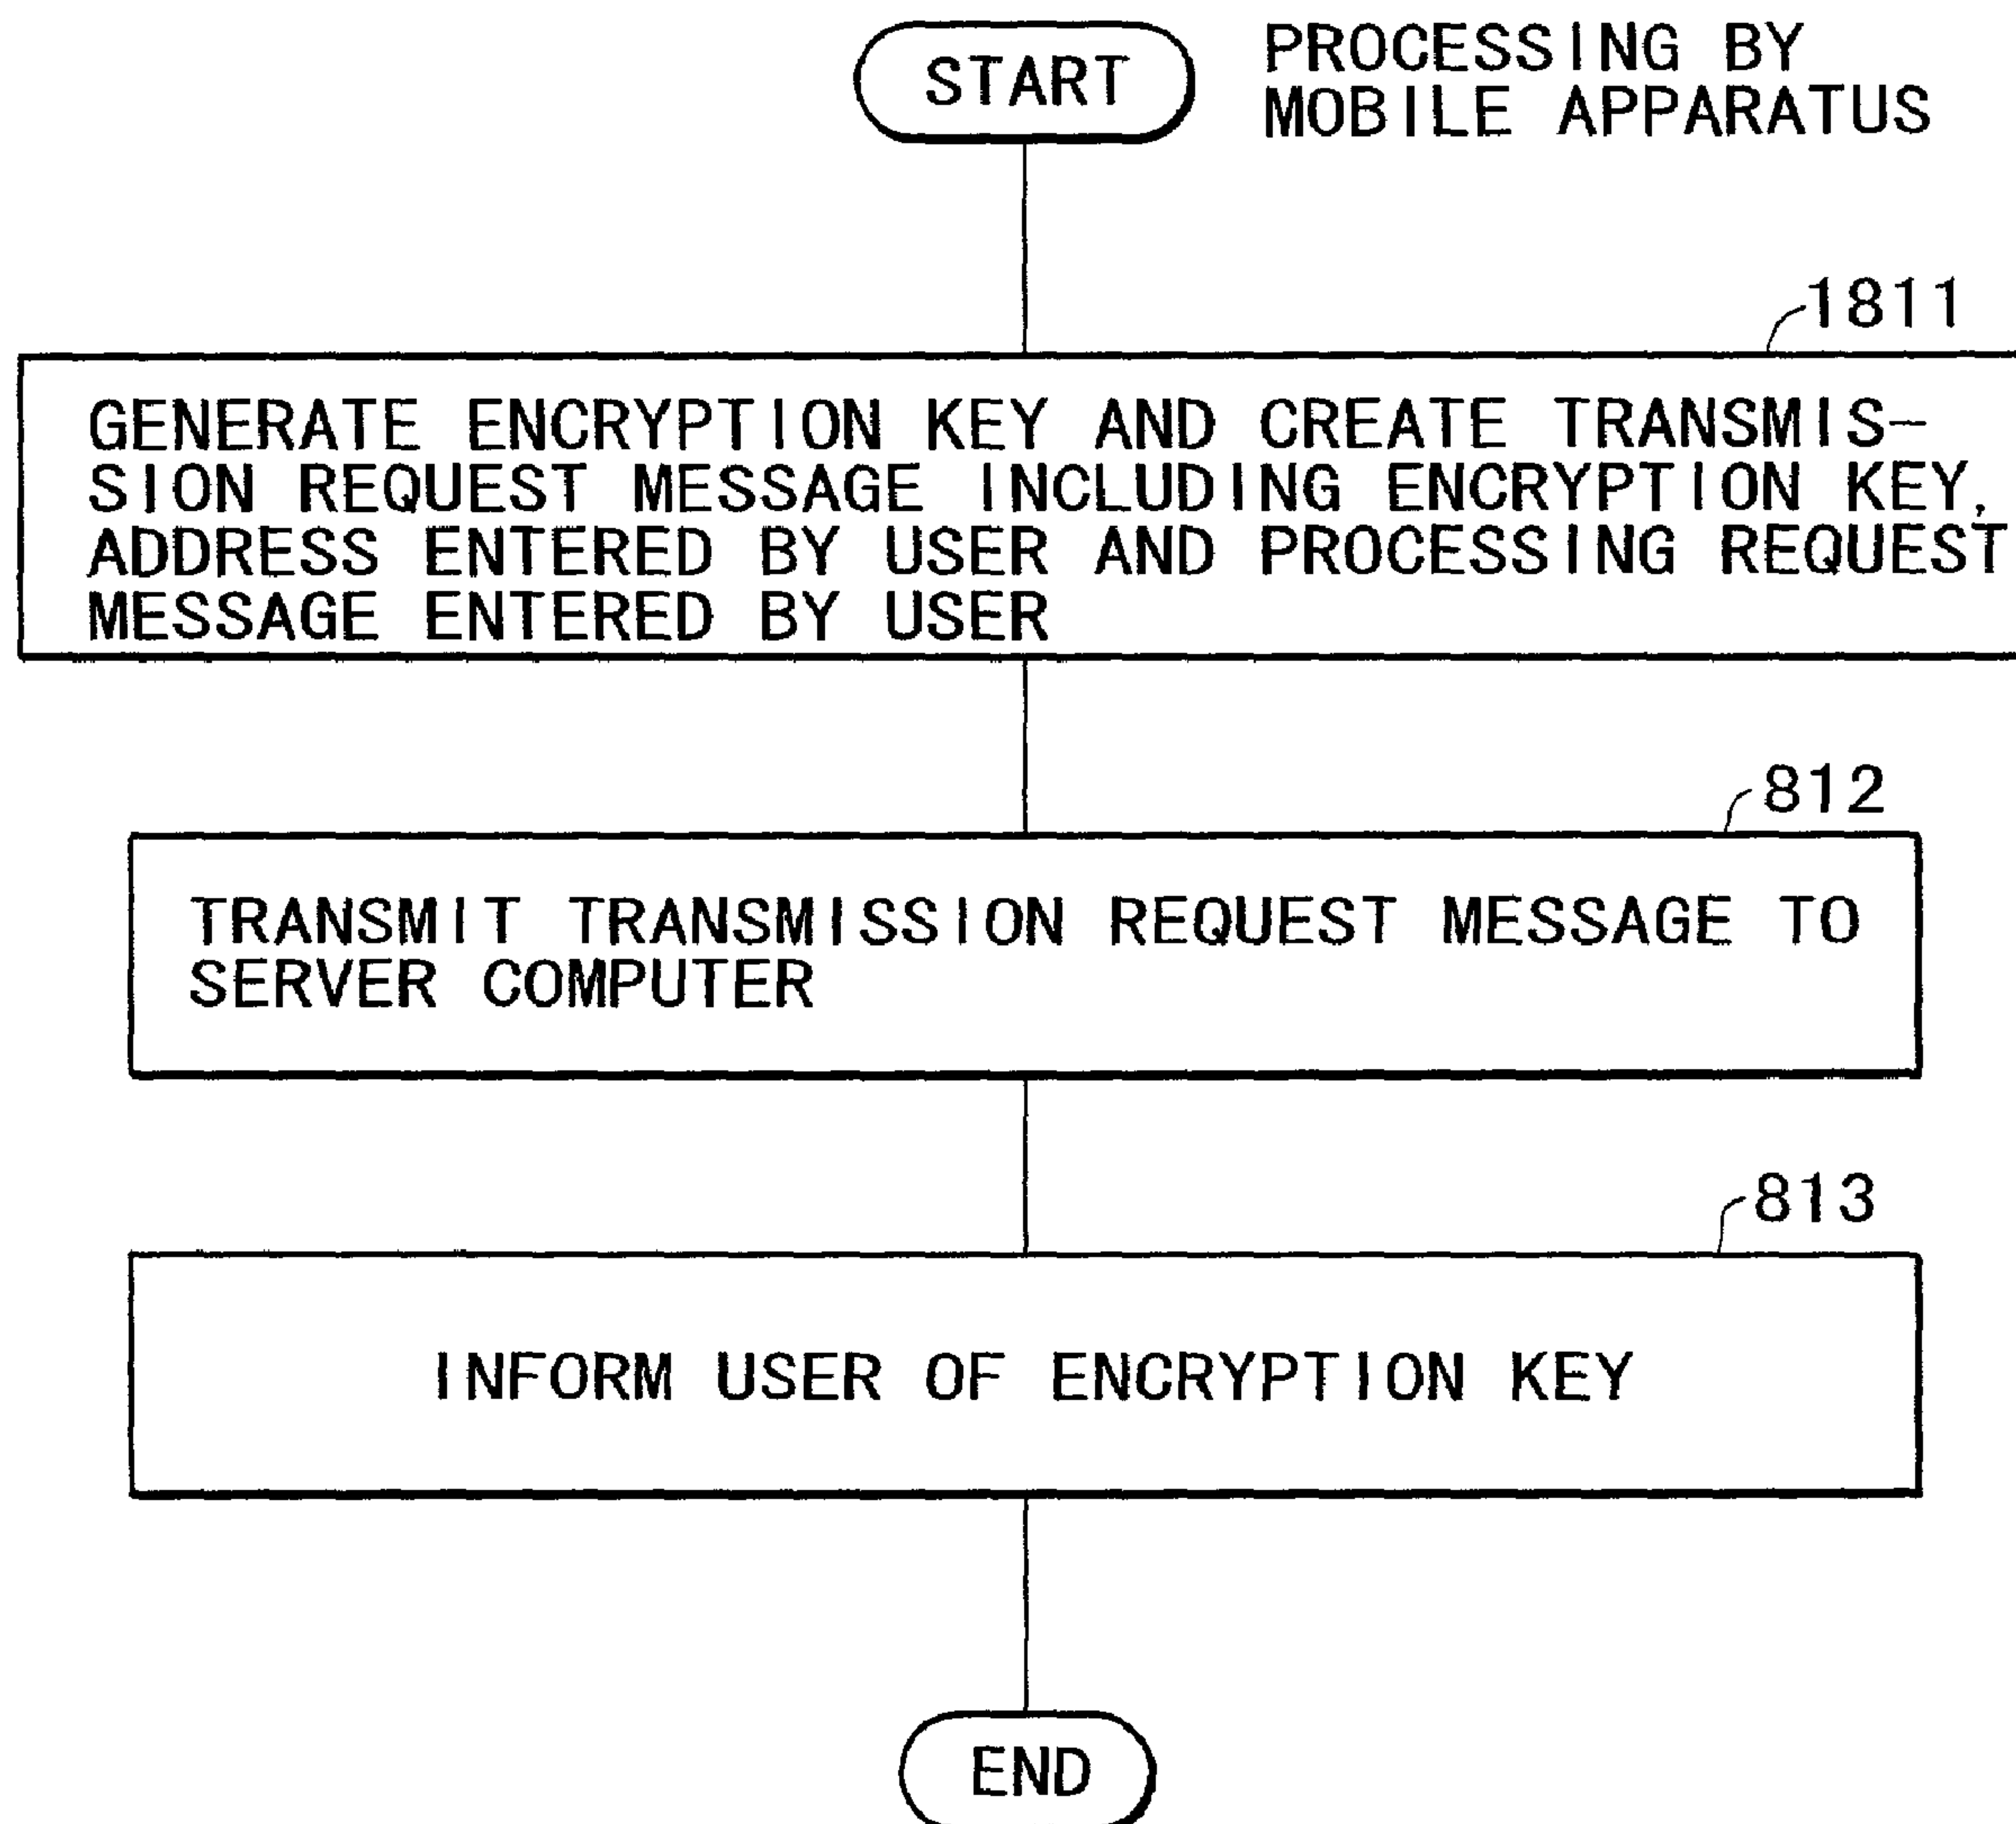 START
PROCESSING BY
MOBILE APPARATUS
1811
GENERATE ENCRYPTION KEY AND CREATE TRANSMIS-
SION REQUEST MESSAGE INCLUDING ENCRYPTION KEY,
ADDRESS ENTERED BY USER AND PROCESSING REQUEST
MESSAGE ENTERED BY USER
812
TRANSMIT TRANSMISSION REQUEST MESSAGE TO
SERVER COMPUTER
813
INFORM USER OF ENCRYPTION KEY
END